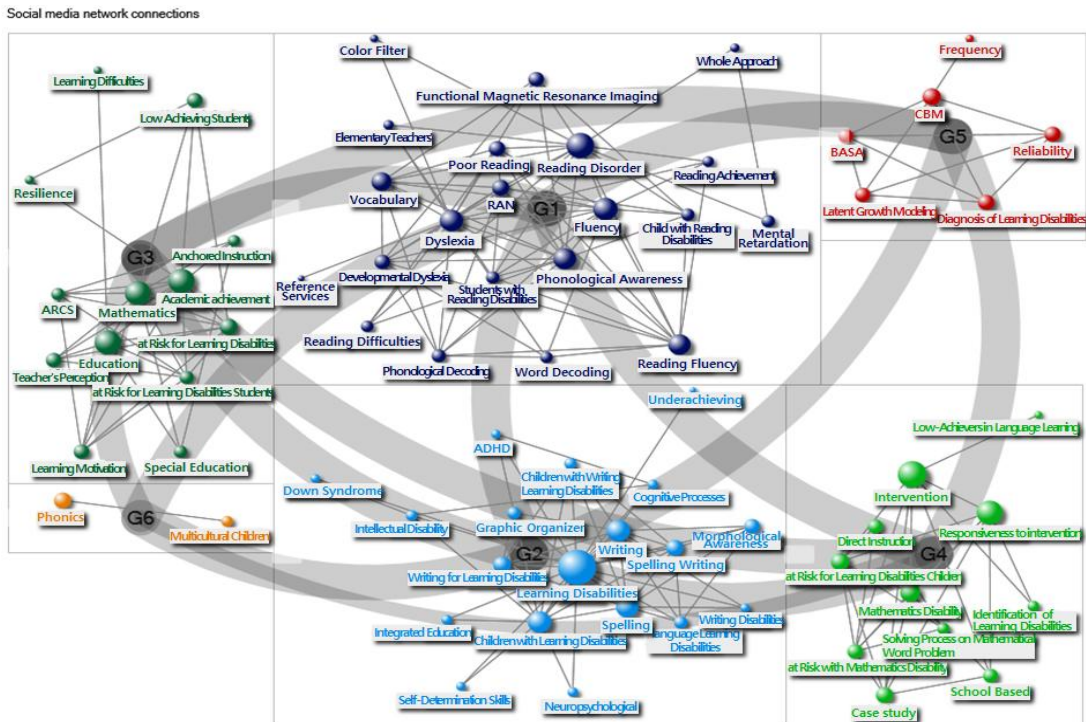 Social media network connections
Learning Difficulties
Low Achieving Students
Resilience
G3
Anchored Instruction
Academic achievement
ARCS
Mathematics
at Risk for Learning Disabilities
Education
Teacher's Perception
at Risk for Learning Disabilities Students
Learning Motivation
Special Education
Color Filter
Whole Approach
Functional Magnetic Resonance Imaging
Elementary Teachers
Poor Reading
Reading Disorder
Reading Achievement
Vocabulary
RAN
G1
Fluency
Child with Reading
Disabilities
Mental
Retardation
Dyslexia
Developmental Dyslexia
Phonological Awareness
Reference
Services
Students with
Reading Disabilities
Reading Difficulties
Phonological Decoding
Word Decoding
Reading Fluency
Frequency
CBM
G5
BASA
Reliability
Latent Growth Modeling
Diagnosis of Learning Disabilities
Phonics
G6
Multicultural Children
Underachieving
ADHD
Children with Writing
Learning Disabilities
Down Syndrome
Cognitive Processes
Intellectual Disability
Graphic Organizer
Writing
Morphological
Awareness
G2
Spelling Writing
Writing for Learning Disabilities
Learning Disabilities
Integrated Education
Children with Learning Disabilities
Spelling
Writing Disabilities
Language Learning
Disabilities
Self-Determination Skills
Neuropsychological
Low-Achievers in Language Learning
Intervention
Responsiveness to intervention
Direct Instruction
G4
at Risk for Learning Disabilities Children
Mathematics Disability
Identification of
Learning Disabilities
Solving Process on Mathematical
Word Problem
at Risk with Mathematics Disability
School Based
Case study